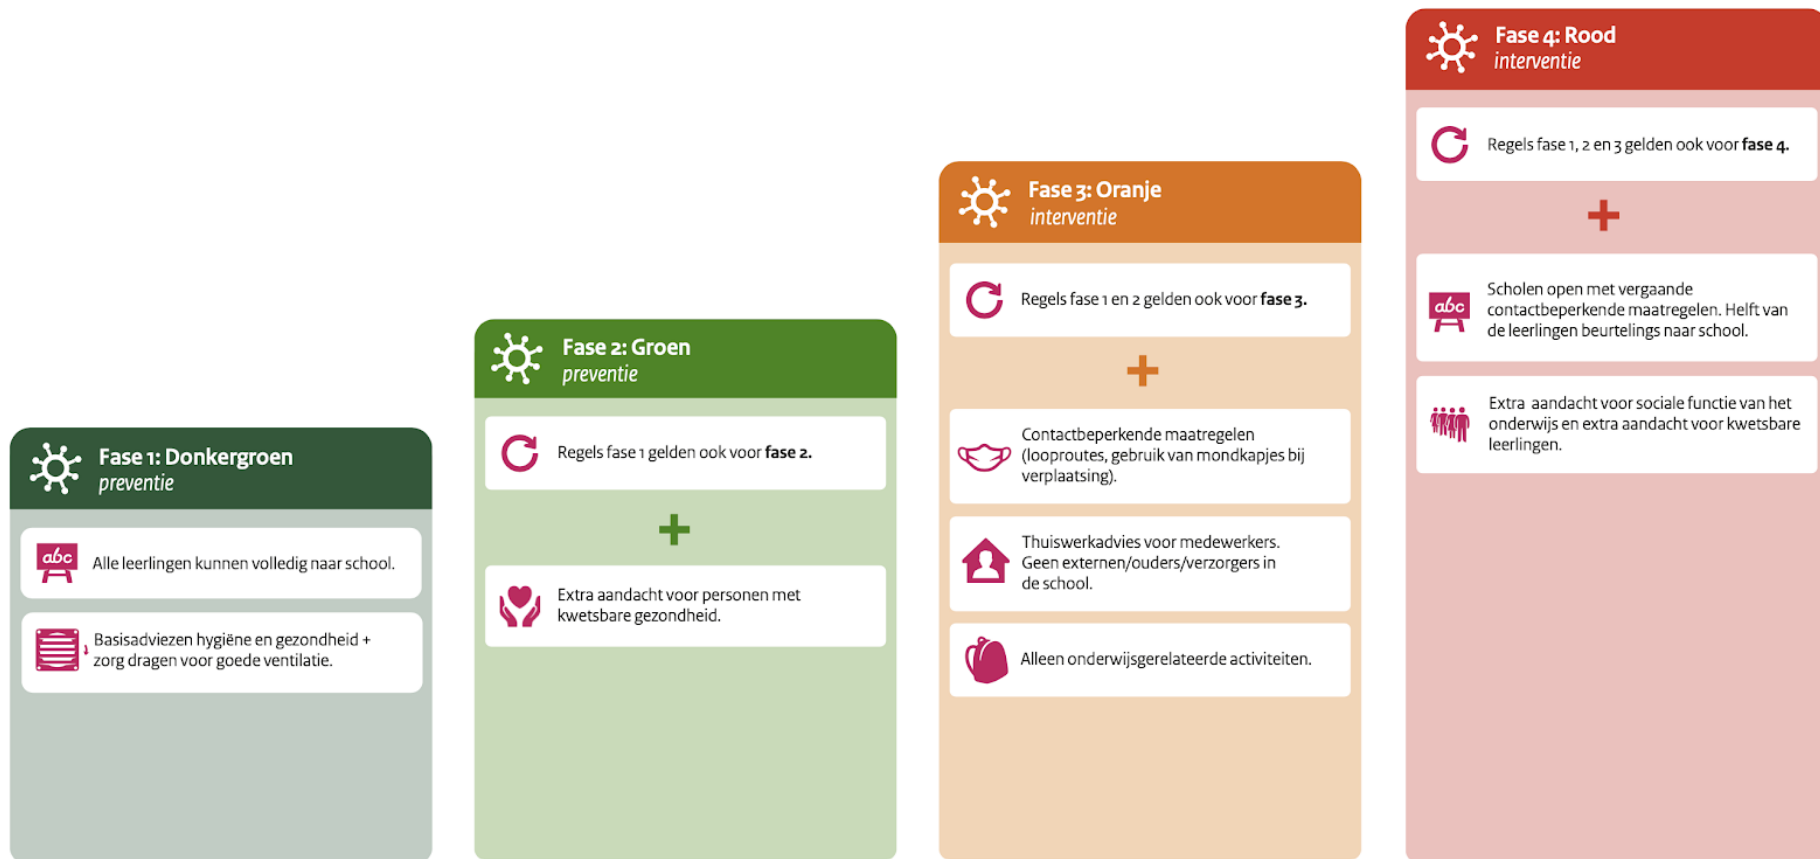 Fase 1: Donkergroen
preventie
abc
Alle leerlingen kunnen volledig naar school.
Basisadviezen hygiëne en gezondheid +
zorg dragen voor goede ventilatie.
Fase 2: Groen
preventie
Regels fase 1 gelden ook voor fase 2.
+
Extra aandacht voor personen met
kwetsbare gezondheid.
Fase 3: Oranje
interventie
Regels fase 1 en 2 gelden ook voor fase 3.
+
Contactbeperkende maatregelen
(looproutes, gebruik van mondkapjes bij
verplaatsing).
Thuiswerkadvies voor medewerkers.
Geen externen/ouders/verzorgers in
de school.
Alleen onderwijsgerelateerde activiteiten.
Fase 4: Rood
interventie
Regels fase 1, 2 en 3 gelden ook voor fase 4.
+
abc
Scholen open met vergaande
contactbeperkende maatregelen. Helft van
de leerlingen beurtelings naar school.
Extra aandacht voor sociale functie van het
onderwijs en extra aandacht voor kwetsbare
leerlingen.